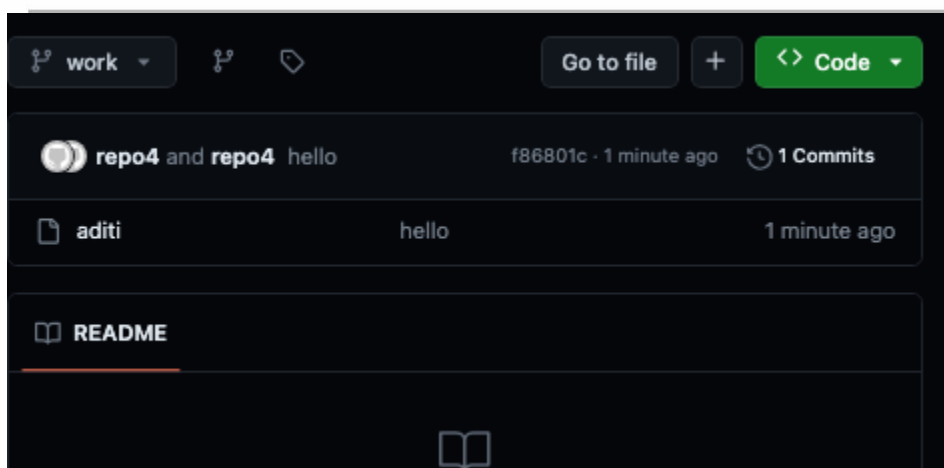 work Go to file + Code
repo4 and repo4 hello f86801c · 1 minute ago 1 Commits
aditi hello 1 minute ago
README